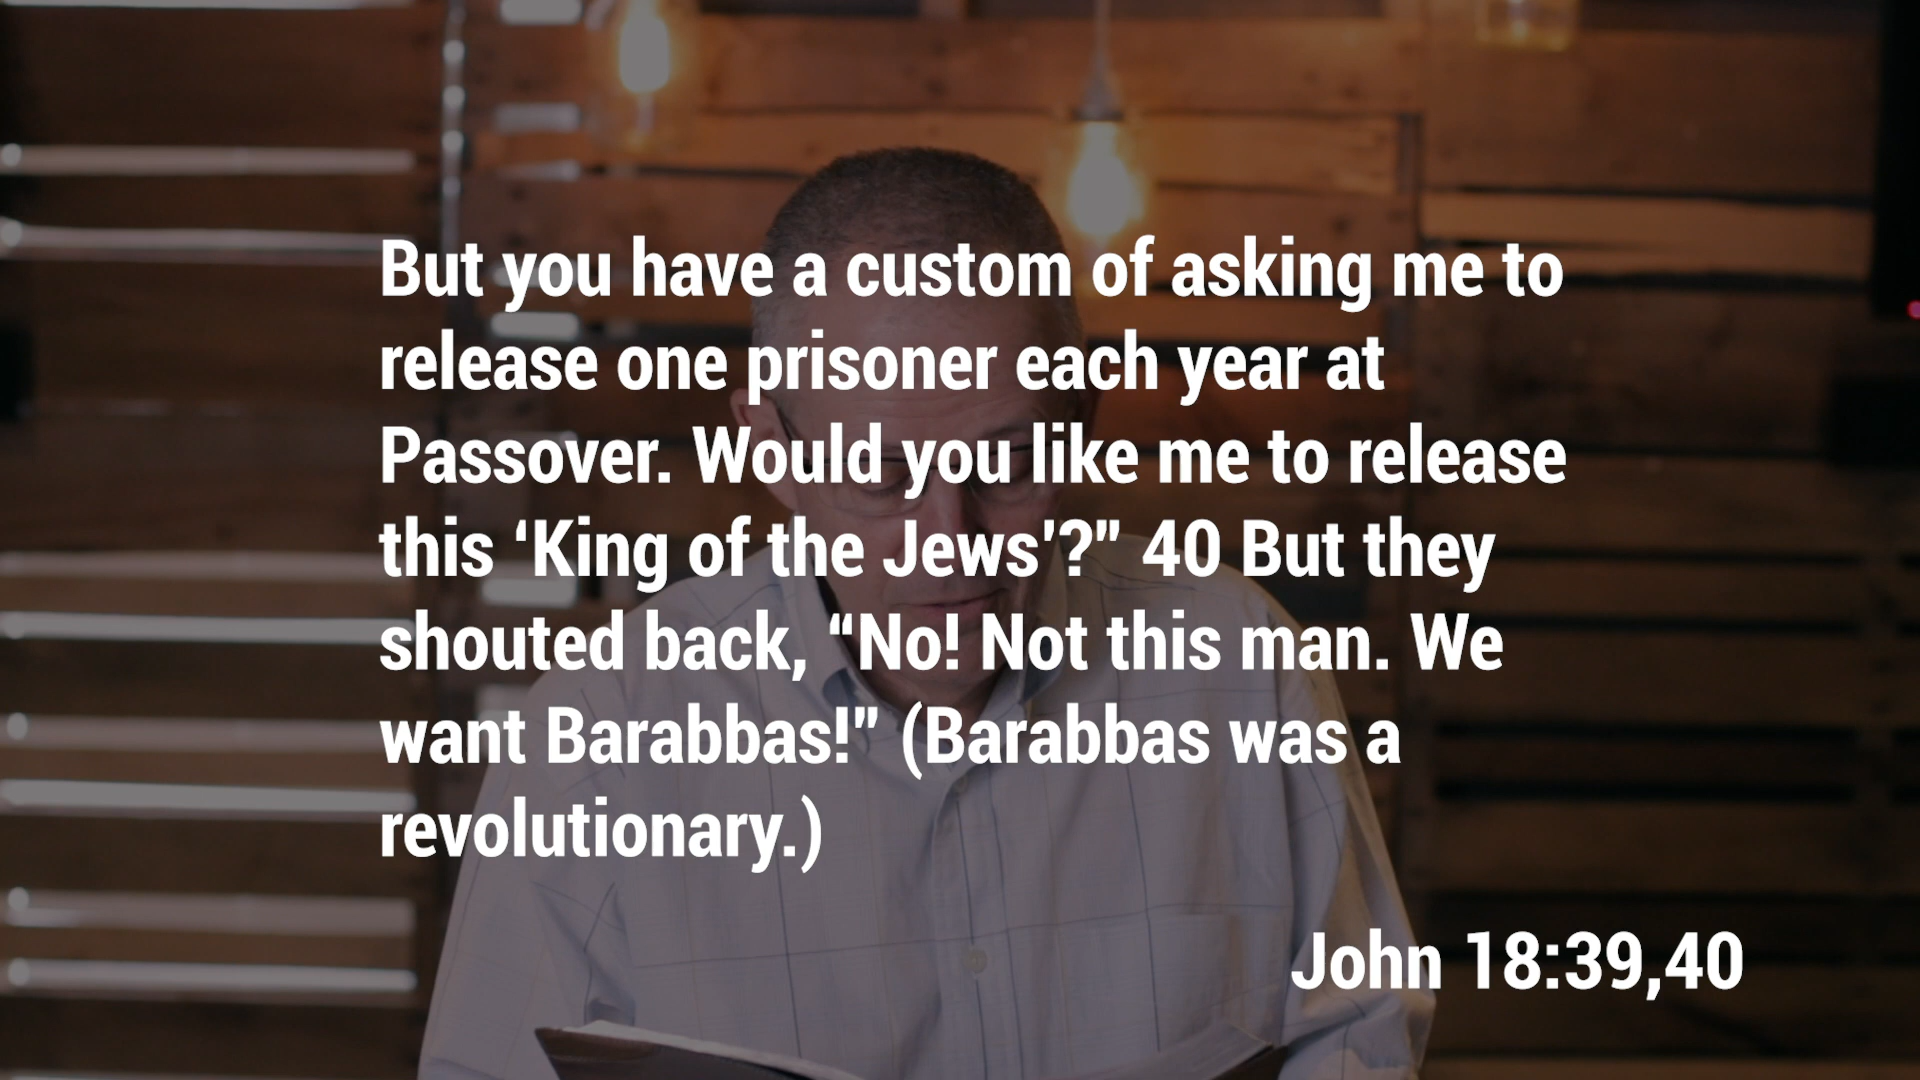 But you have a custom of asking me to
release one prisoner each year at
Passover. Would you like me to release
this ‘King of the Jews’?” 40 But they
shouted back, “No! Not this man. We
want Barabbas!” (Barabbas was a
revolutionary.)
John 18:39,40